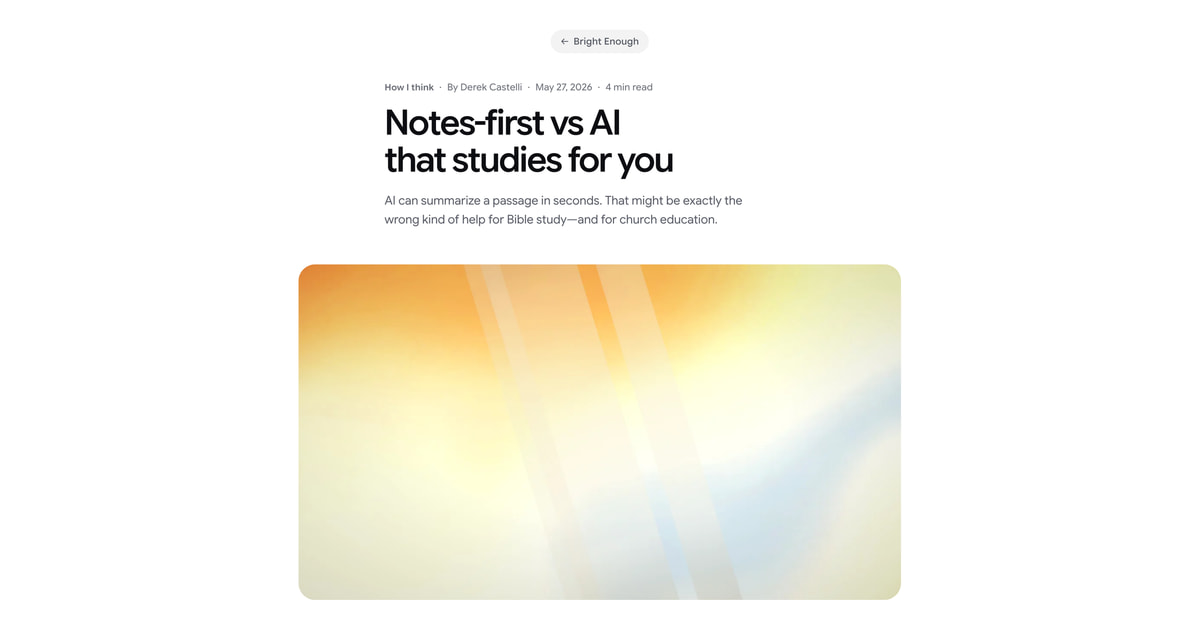 ← Bright Enough
How I think · By Derek Castelli · May 27, 2026 · 4 min read
Notes-first vs AI
that studies for you
AI can summarize a passage in seconds. That might be exactly the
wrong kind of help for Bible study—and for church education.